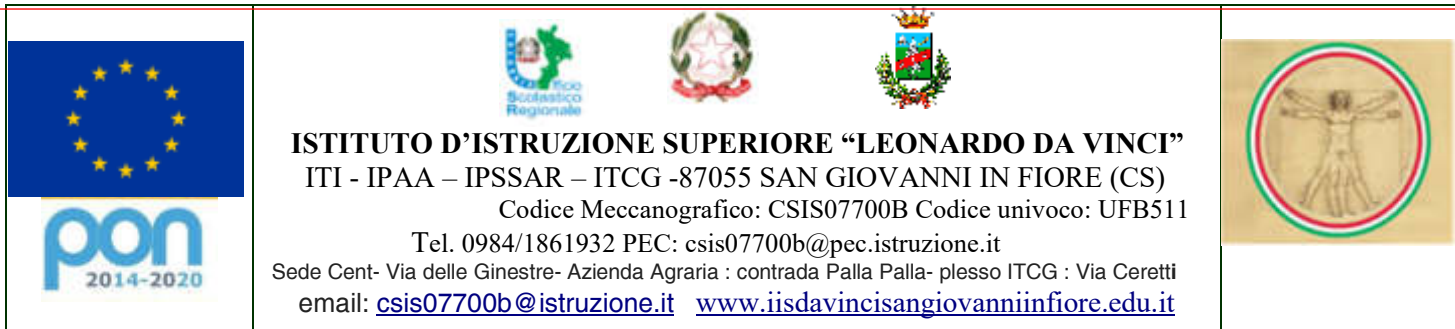 fficio
Scolastico
Regionale
ISTITUTO D’ISTRUZIONE SUPERIORE “LEONARDO DA VINCI”
ITI - IPAA – IPSSAR – ITCG -87055 SAN GIOVANNI IN FIORE (CS)
Codice Meccanografico: CSIS07700B Codice univoco: UFB511
Tel. 0984/1861932 PEC: csis07700b@pec.istruzione.it
Sede Cent- Via delle Ginestre- Azienda Agraria : contrada Palla Palla- plesso ITCG : Via Ceretti
email: csis07700b@istruzione.it www.iisdavincisangiovanniinfiore.edu.it
pon
2014-2020